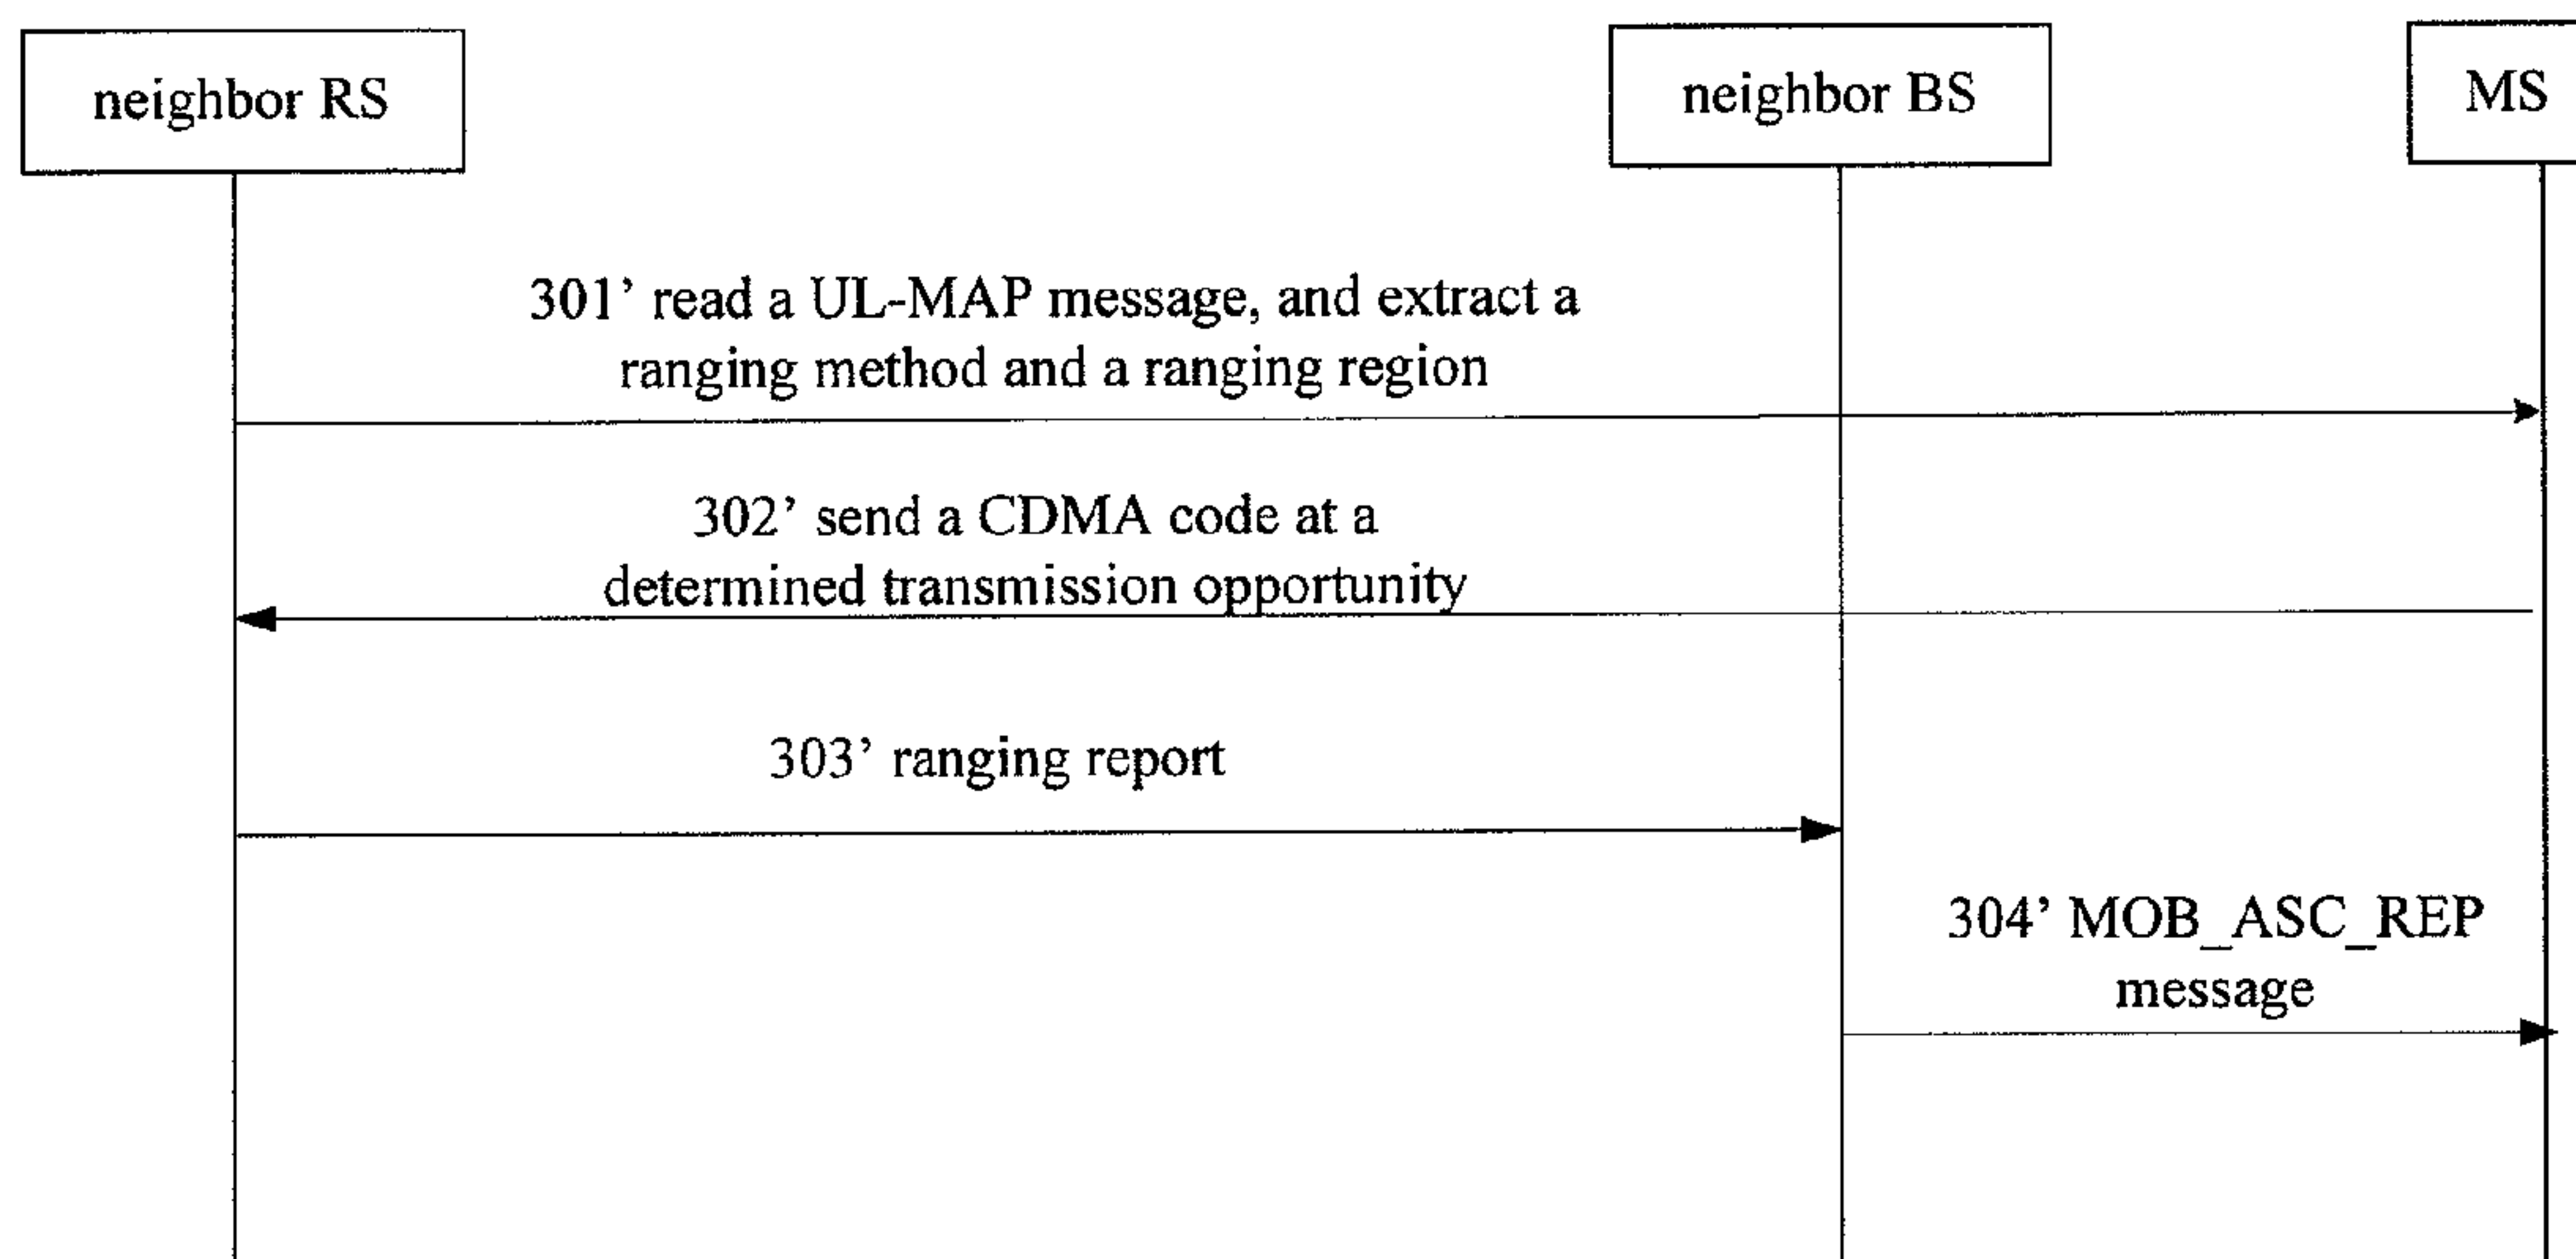 neighbor RS
neighbor BS
MS
301’ read a UL-MAP message, and extract a
ranging method and a ranging region
302’ send a CDMA code at a
determined transmission opportunity
303’ ranging report
304’ MOB_ASC_REP
message